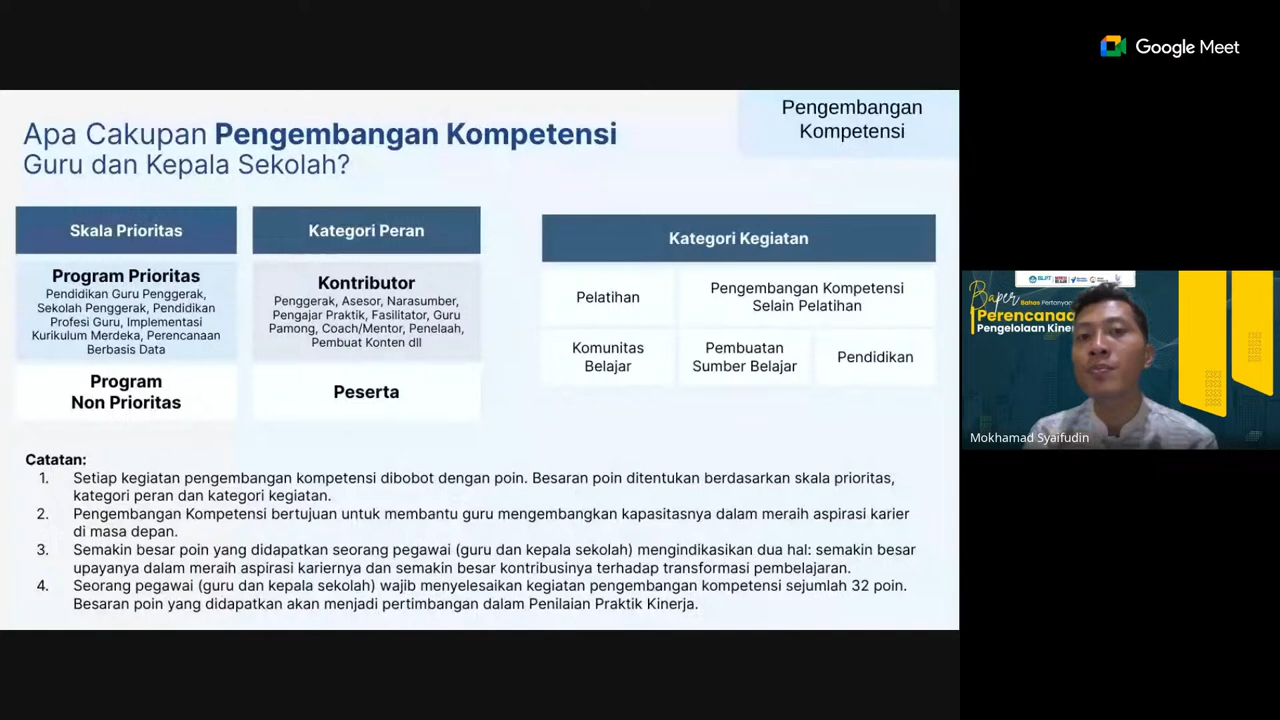 Google Meet
Pengembangan
Kompetensi
Apa Cakupan Pengembangan Kompetensi
Guru dan Kepala Sekolah?
Skala Prioritas
Program Prioritas
Pendidikan Guru Penggerak,
Sekolah Penggerak, Pendidikan
Profesi Guru, Implementasi
Kurikulum Merdeka, Perencanaan
Berbasis Data
Program
Non Prioritas
Kategori Peran
Kontributor
Penggerak, Asesor, Narasumber,
Pengajar Praktik, Fasilitator, Guru
Pamong, Coach/Mentor, Penelaah,
Pembuat Konten dll
Peserta
Kategori Kegiatan
Pelatihan
Pengembangan Kompetensi
Selain Pelatihan
Komunitas
Belajar
Pembuatan
Sumber Belajar
Pendidikan
Catatan:
1. Setiap kegiatan pengembangan kompetensi dibobot dengan poin. Besaran poin ditentukan berdasarkan skala prioritas,
kategori peran dan kategori kegiatan.
2. Pengembangan Kompetensi bertujuan untuk membantu guru mengembangkan kapasitasnya dalam meraih aspirasi karier
di masa depan.
3. Semakin besar poin yang didapatkan seorang pegawai (guru dan kepala sekolah) mengindikasikan dua hal: semakin besar
upayanya dalam meraih aspirasi kariernya dan semakin besar kontribusinya terhadap transformasi pembelajaran.
4. Seorang pegawai (guru dan kepala sekolah) wajib menyelesaikan kegiatan pengembangan kompetensi sejumlah 32 poin.
Besaran poin yang didapatkan akan menjadi pertimbangan dalam Penilaian Praktik Kinerja.
Baper Bahas Pertanyaa
Perencanaa
Pengelolaan Kiner
Mokhamad Syaifudin